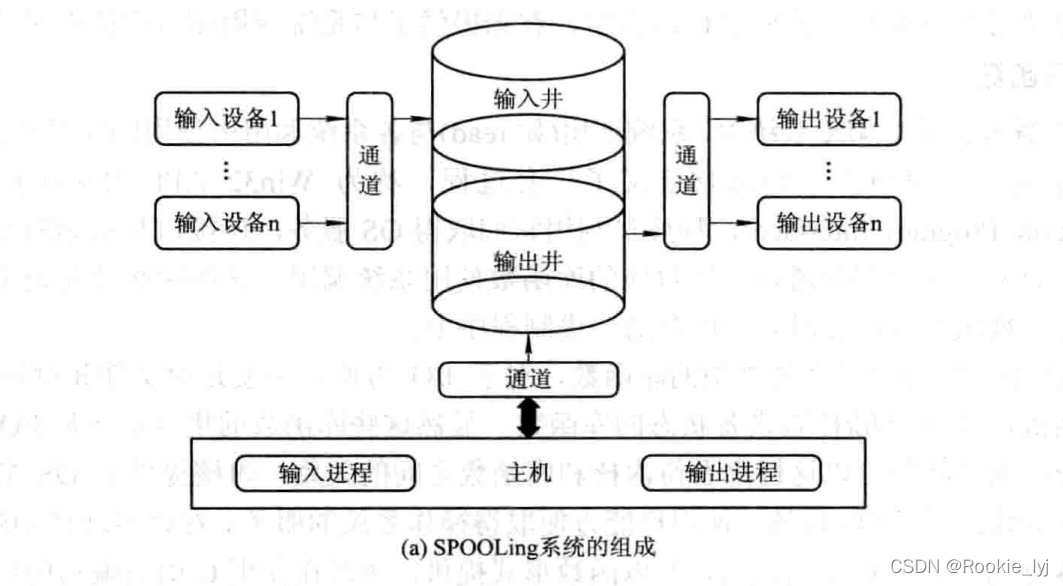 输入设备1
⋮
输入设备n
通道
输入井
输出井
通道
输出设备1
⋮
输出设备n
通道
输入进程
主机
输出进程
(a) SPOOLing系统的组成
CSDN @Rookie_lyj